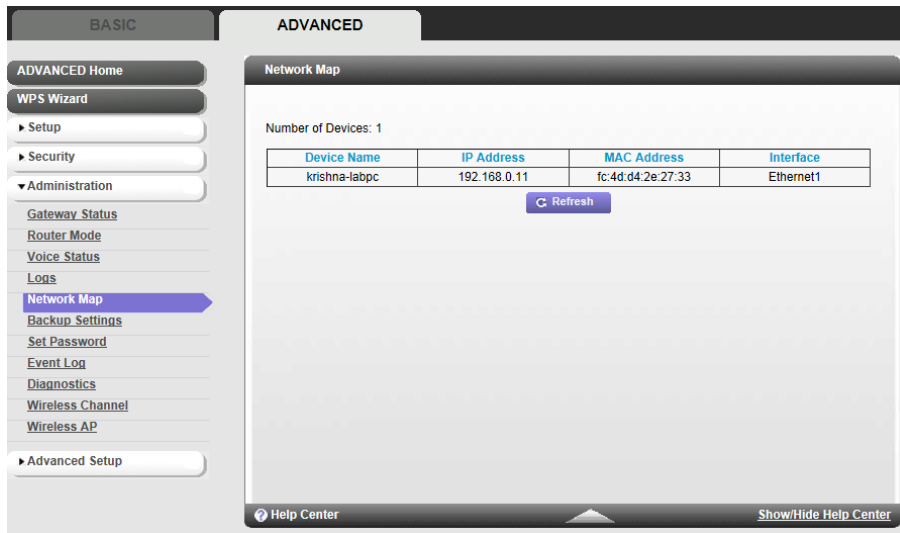 BASIC
ADVANCED
ADVANCED Home
WPS Wizard
Setup
Security
Administration
Gateway Status
Router Mode
Voice Status
Logs
Network Map
Backup Settings
Set Password
Event Log
Diagnostics
Wireless Channel
Wireless AP
Advanced Setup
Network Map
Number of Devices: 1
Device Name IP Address MAC Address Interface
krishna-labpc 192.168.0.11 fc:4d:d4:2e:27:33 Ethernet1
Refresh
Help Center Show/Hide Help Center